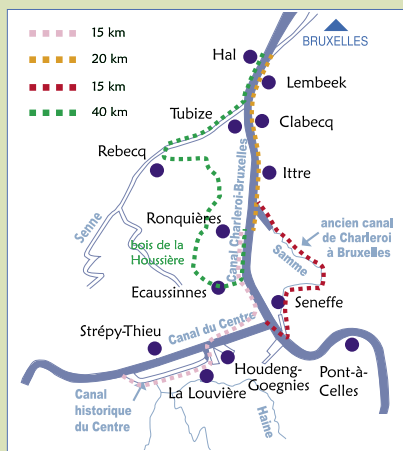 15 km
20 km
15 km
40 km
BRUXELLES
Hal
Lembeek
Tubize
Clabecq
Rebecq
Ittre
Canal Charleroi-Bruxelles
Senne
Ronquières
ancien canal
de Charleroi
à Bruxelles
bois de la
Houssière
Samme
Ecaussinnes
Seneffe
Strépy-Thieu
Canal du Centre
Houdeng-
Goegnies
Pont-à-
Celles
La Louvière
Canal
historique
du Centre
Haine